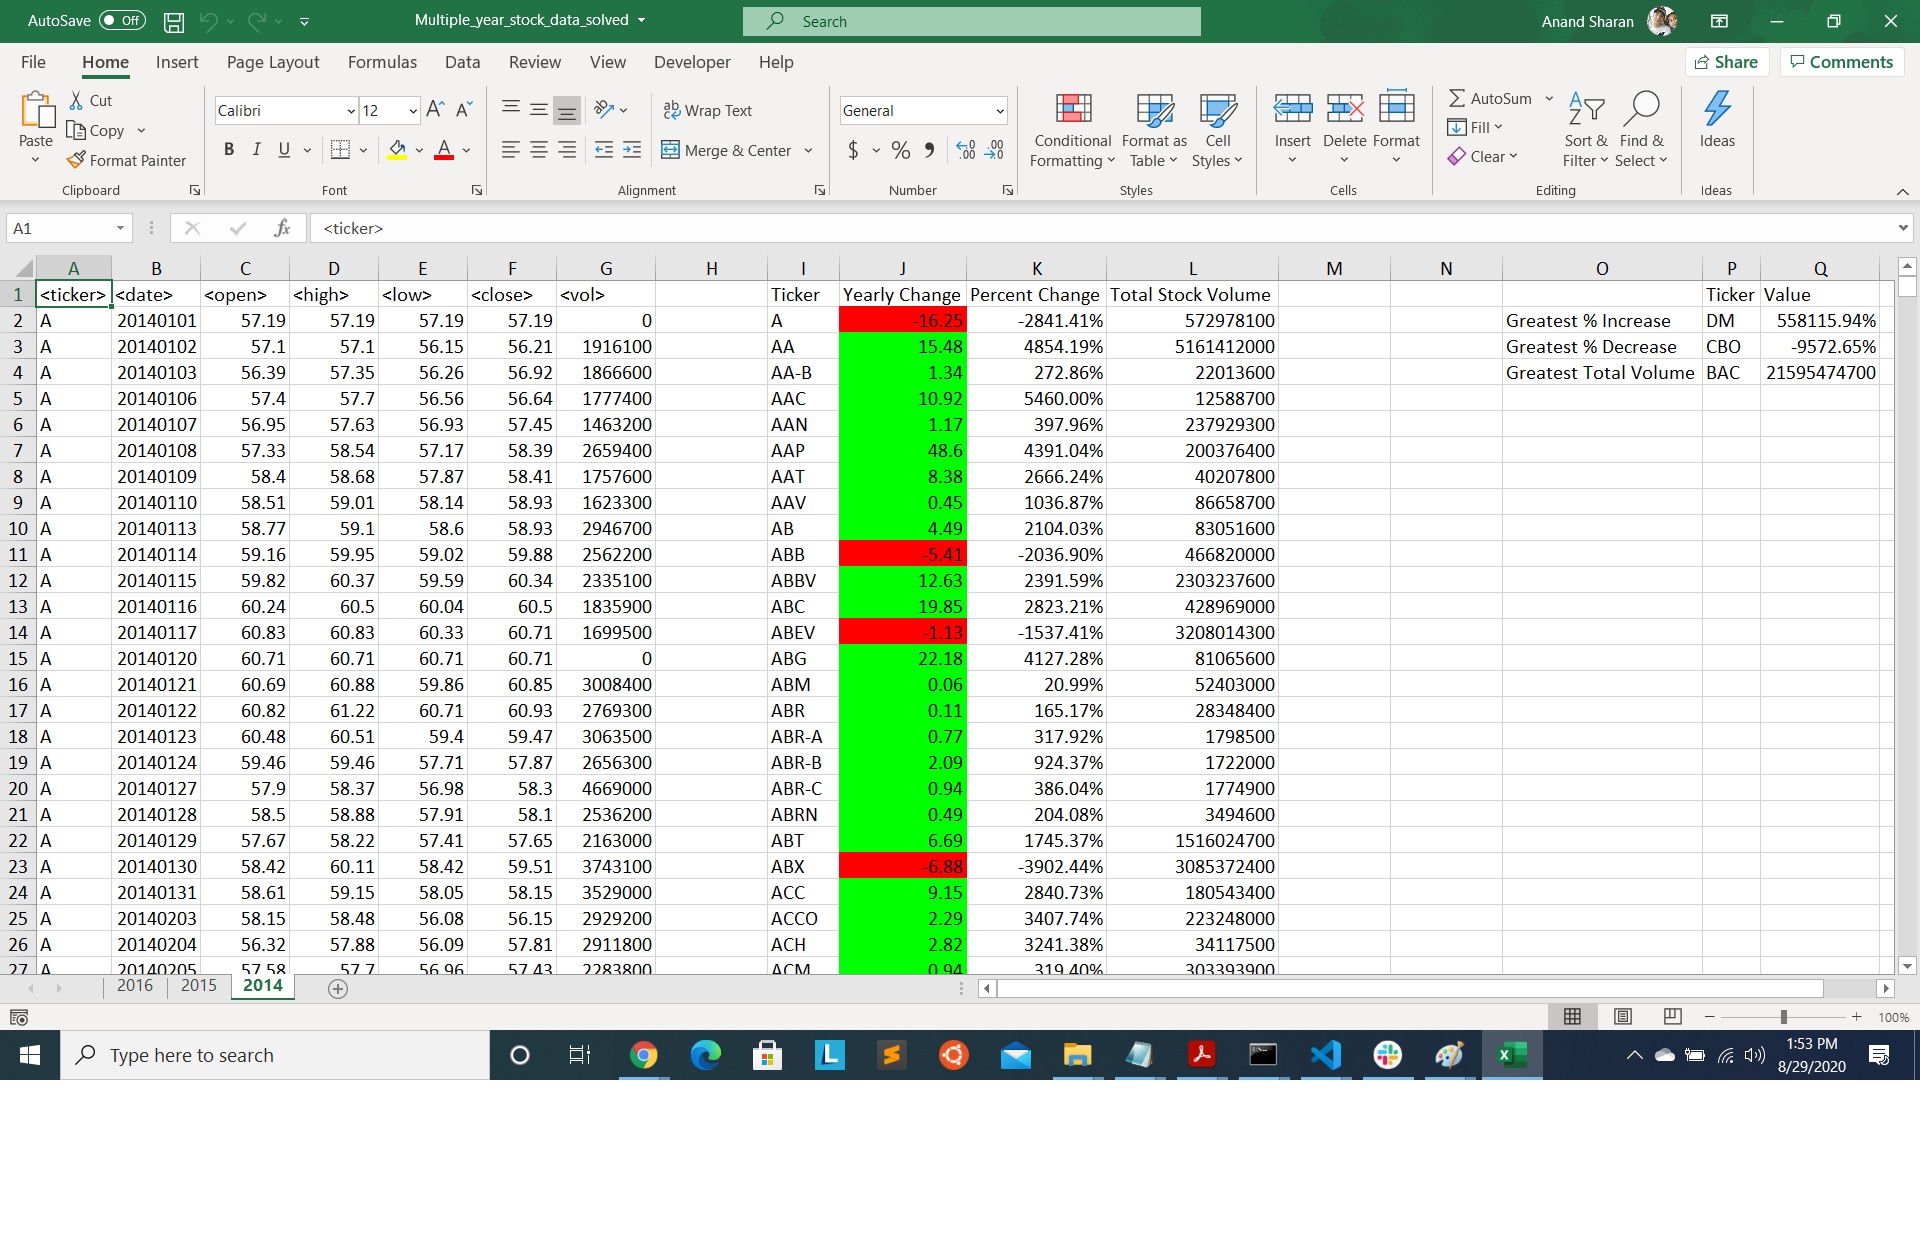 AutoSave Off Multiple_year_stock_data_solved Search Anand Sharan
File Home Insert Page Layout Formulas Data Review View Developer Help Share Comments
Paste Cut Copy Format Painter Clipboard
Calibri 12 A A B I U A Font
ab Wrap Text Merge & Center Alignment
General $ % , .00 .00 Number
Conditional Formatting Format as Table Cell Styles Styles
Insert Delete Format Cells
AutoSum Fill Clear Sort & Filter Find & Select Editing
Ideas Ideas
A1 fx <ticker>
A B C D E F G H I J K L M N O P Q
1 <ticker> <date> <open> <high> <low> <close> <vol> Ticker Yearly Change Percent Change Total Stock Volume Ticker Value
2 A 20140101 57.19 57.19 57.19 57.19 0 A -16.25 -2841.41% 572978100 Greatest % Increase DM 558115.94%
3 A 20140102 57.1 57.1 56.15 56.21 1916100 AA 15.48 4854.19% 5161412000 Greatest % Decrease CBO -9572.65%
4 A 20140103 56.39 57.35 56.26 56.92 1866600 AA-B 1.34 272.86% 22013600 Greatest Total Volume BAC 21595474700
5 A 20140106 57.4 57.7 56.56 56.64 1777400 AAC 10.92 5460.00% 12588700
6 A 20140107 56.95 57.63 56.93 57.45 1463200 AAN 1.17 397.96% 237929300
7 A 20140108 57.33 58.54 57.17 58.39 2659400 AAP 48.6 4391.04% 200376400
8 A 20140109 58.4 58.68 57.87 58.41 1757600 AAT 8.38 2666.24% 40207800
9 A 20140110 58.51 59.01 58.14 58.93 1623300 AAV 0.45 1036.87% 86658700
10 A 20140113 58.77 59.1 58.6 58.93 2946700 AB 4.49 2104.03% 83051600
11 A 20140114 59.16 59.95 59.02 59.88 2562200 ABB -5.41 -2036.90% 466820000
12 A 20140115 59.82 60.37 59.59 60.34 2335100 ABBV 12.63 2391.59% 2303237600
13 A 20140116 60.24 60.5 60.04 60.5 1835900 ABC 19.85 2823.21% 428969000
14 A 20140117 60.83 60.83 60.33 60.71 1699500 ABEV -1.13 -1537.41% 3208014300
15 A 20140120 60.71 60.71 60.71 60.71 0 ABG 22.18 4127.28% 81065600
16 A 20140121 60.69 60.88 59.86 60.85 3008400 ABM 0.06 20.99% 52403000
17 A 20140122 60.82 61.22 60.71 60.93 2769300 ABR 0.11 165.17% 28348400
18 A 20140123 60.48 60.51 59.4 59.47 3063500 ABR-A 0.77 317.92% 1798500
19 A 20140124 59.46 59.46 57.71 57.87 2656300 ABR-B 2.09 924.37% 1722000
20 A 20140127 57.9 58.37 56.98 58.3 4669000 ABR-C 0.94 386.04% 1774900
21 A 20140128 58.5 58.88 57.91 58.1 2536200 ABRN 0.49 204.08% 3494600
22 A 20140129 57.67 58.22 57.41 57.65 2163000 ABT 6.69 1745.37% 1516024700
23 A 20140130 58.42 60.11 58.42 59.51 3743100 ABX -6.88 -3902.44% 3085372400
24 A 20140131 58.61 59.15 58.05 58.15 3529000 ACC 9.15 2840.73% 180543400
25 A 20140203 58.15 58.48 56.08 56.15 2929200 ACCO 2.29 3407.74% 223248000
26 A 20140204 56.32 57.88 56.09 57.81 2911800 ACH 2.82 3241.38% 34117500
27 A 20140205 57.58 57.7 56.96 57.43 2283800 ACM 0.94 319.40% 303393900
2016 2015 2014
100%
Type here to search 1:53 PM
8/29/2020